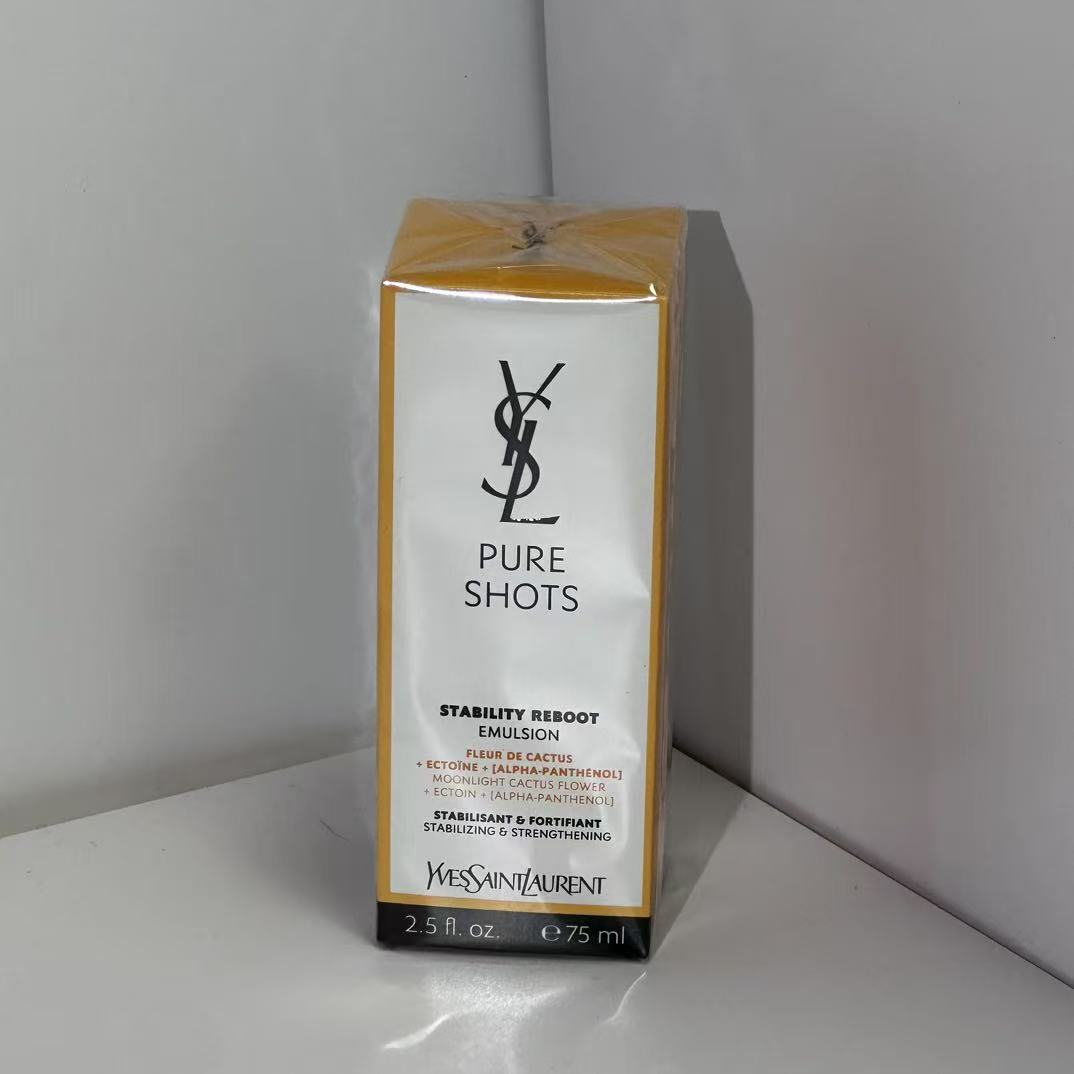 YSL
PURE
SHOTS
STABILITY REBOOT
EMULSION
FLEUR DE CACTUS
+ ECTOÏNE + [ALPHA-PANTHÉNOL]
MOONLIGHT CACTUS FLOWER
+ ECTOIN + [ALPHA-PANTHENOL]
STABILISANT & FORTIFIANT
STABILIZING & STRENGTHENING
YVESSAINTLAURENT
2.5 fl. oz. ℮ 75 ml